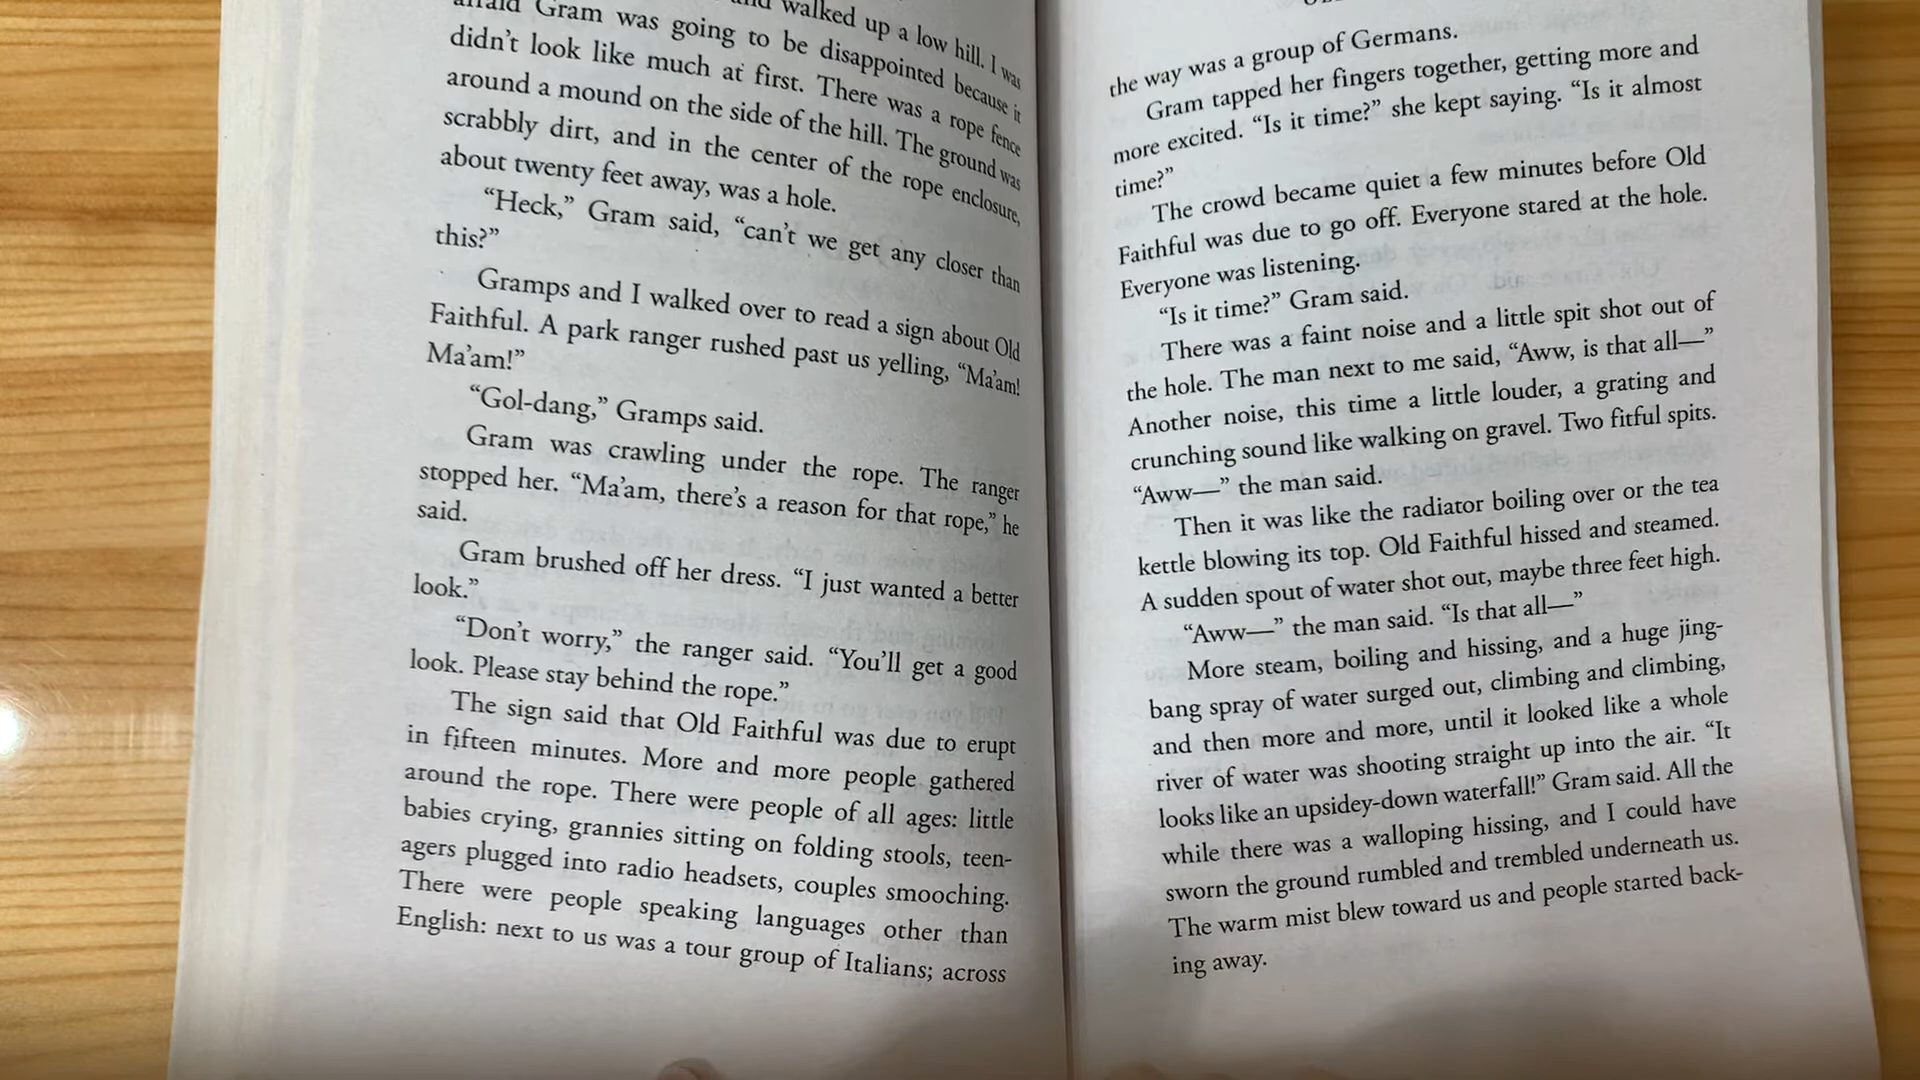 walked up a low hill. I was
afraid Gram was going to be disappointed because it
didn't look like much at first. There was a rope fence
around a mound on the side of the hill. The ground was
scrabbly dirt, and in the center of the rope enclosure,
about twenty feet away, was a hole.
“Heck,” Gram said, “can't we get any closer than
this?”
Gramps and I walked over to read a sign about Old
Faithful. A park ranger rushed past us yelling, “Ma'am!
Ma'am!”
“Gol-dang,” Gramps said.
Gram was crawling under the rope. The ranger
stopped her. “Ma'am, there's a reason for that rope,” he
said.
Gram brushed off her dress. “I just wanted a better
look.”
“Don't worry,” the ranger said. “You'll get a good
look. Please stay behind the rope.”
The sign said that Old Faithful was due to erupt
in fifteen minutes. More and more people gathered
around the rope. There were people of all ages: little
babies crying, grannies sitting on folding stools, teen-
agers plugged into radio headsets, couples smooching.
There were people speaking languages other than
English: next to us was a tour group of Italians; across
the way was a group of Germans.
Gram tapped her fingers together, getting more and
more excited. “Is it time?” she kept saying. “Is it almost
time?”
The crowd became quiet a few minutes before Old
Faithful was due to go off. Everyone stared at the hole.
Everyone was listening.
“Is it time?” Gram said.
There was a faint noise and a little spit shot out of
the hole. The man next to me said, “Aww, is that all—”
Another noise, this time a little louder, a grating and
crunching sound like walking on gravel. Two fitful spits.
“Aww—” the man said.
Then it was like the radiator boiling over or the tea
kettle blowing its top. Old Faithful hissed and steamed.
A sudden spout of water shot out, maybe three feet high.
“Aww—” the man said. “Is that all—”
More steam, boiling and hissing, and a huge jing-
bang spray of water surged out, climbing and climbing,
and then more and more, until it looked like a whole
river of water was shooting straight up into the air. “It
looks like an upsidey-down waterfall!” Gram said. All the
while there was a walloping hissing, and I could have
sworn the ground rumbled and trembled underneath us.
The warm mist blew toward us and people started back-
ing away.